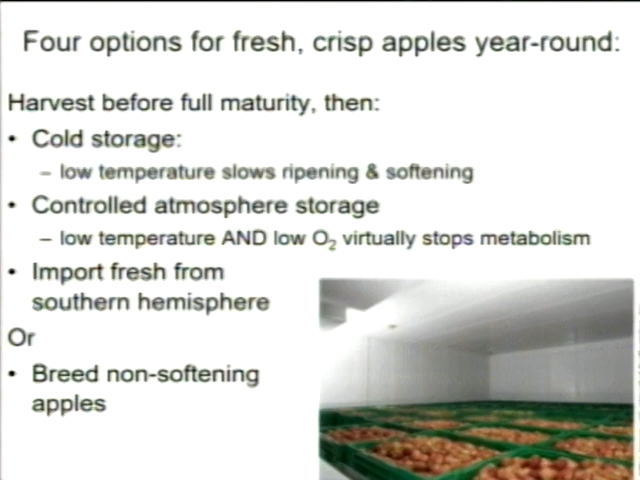 Four options for fresh, crisp apples year-round:
Harvest before full maturity, then:
• Cold storage:
– low temperature slows ripening & softening
• Controlled atmosphere storage
– low temperature AND low O₂ virtually stops metabolism
• Import fresh from
southern hemisphere
Or
• Breed non-softening
apples